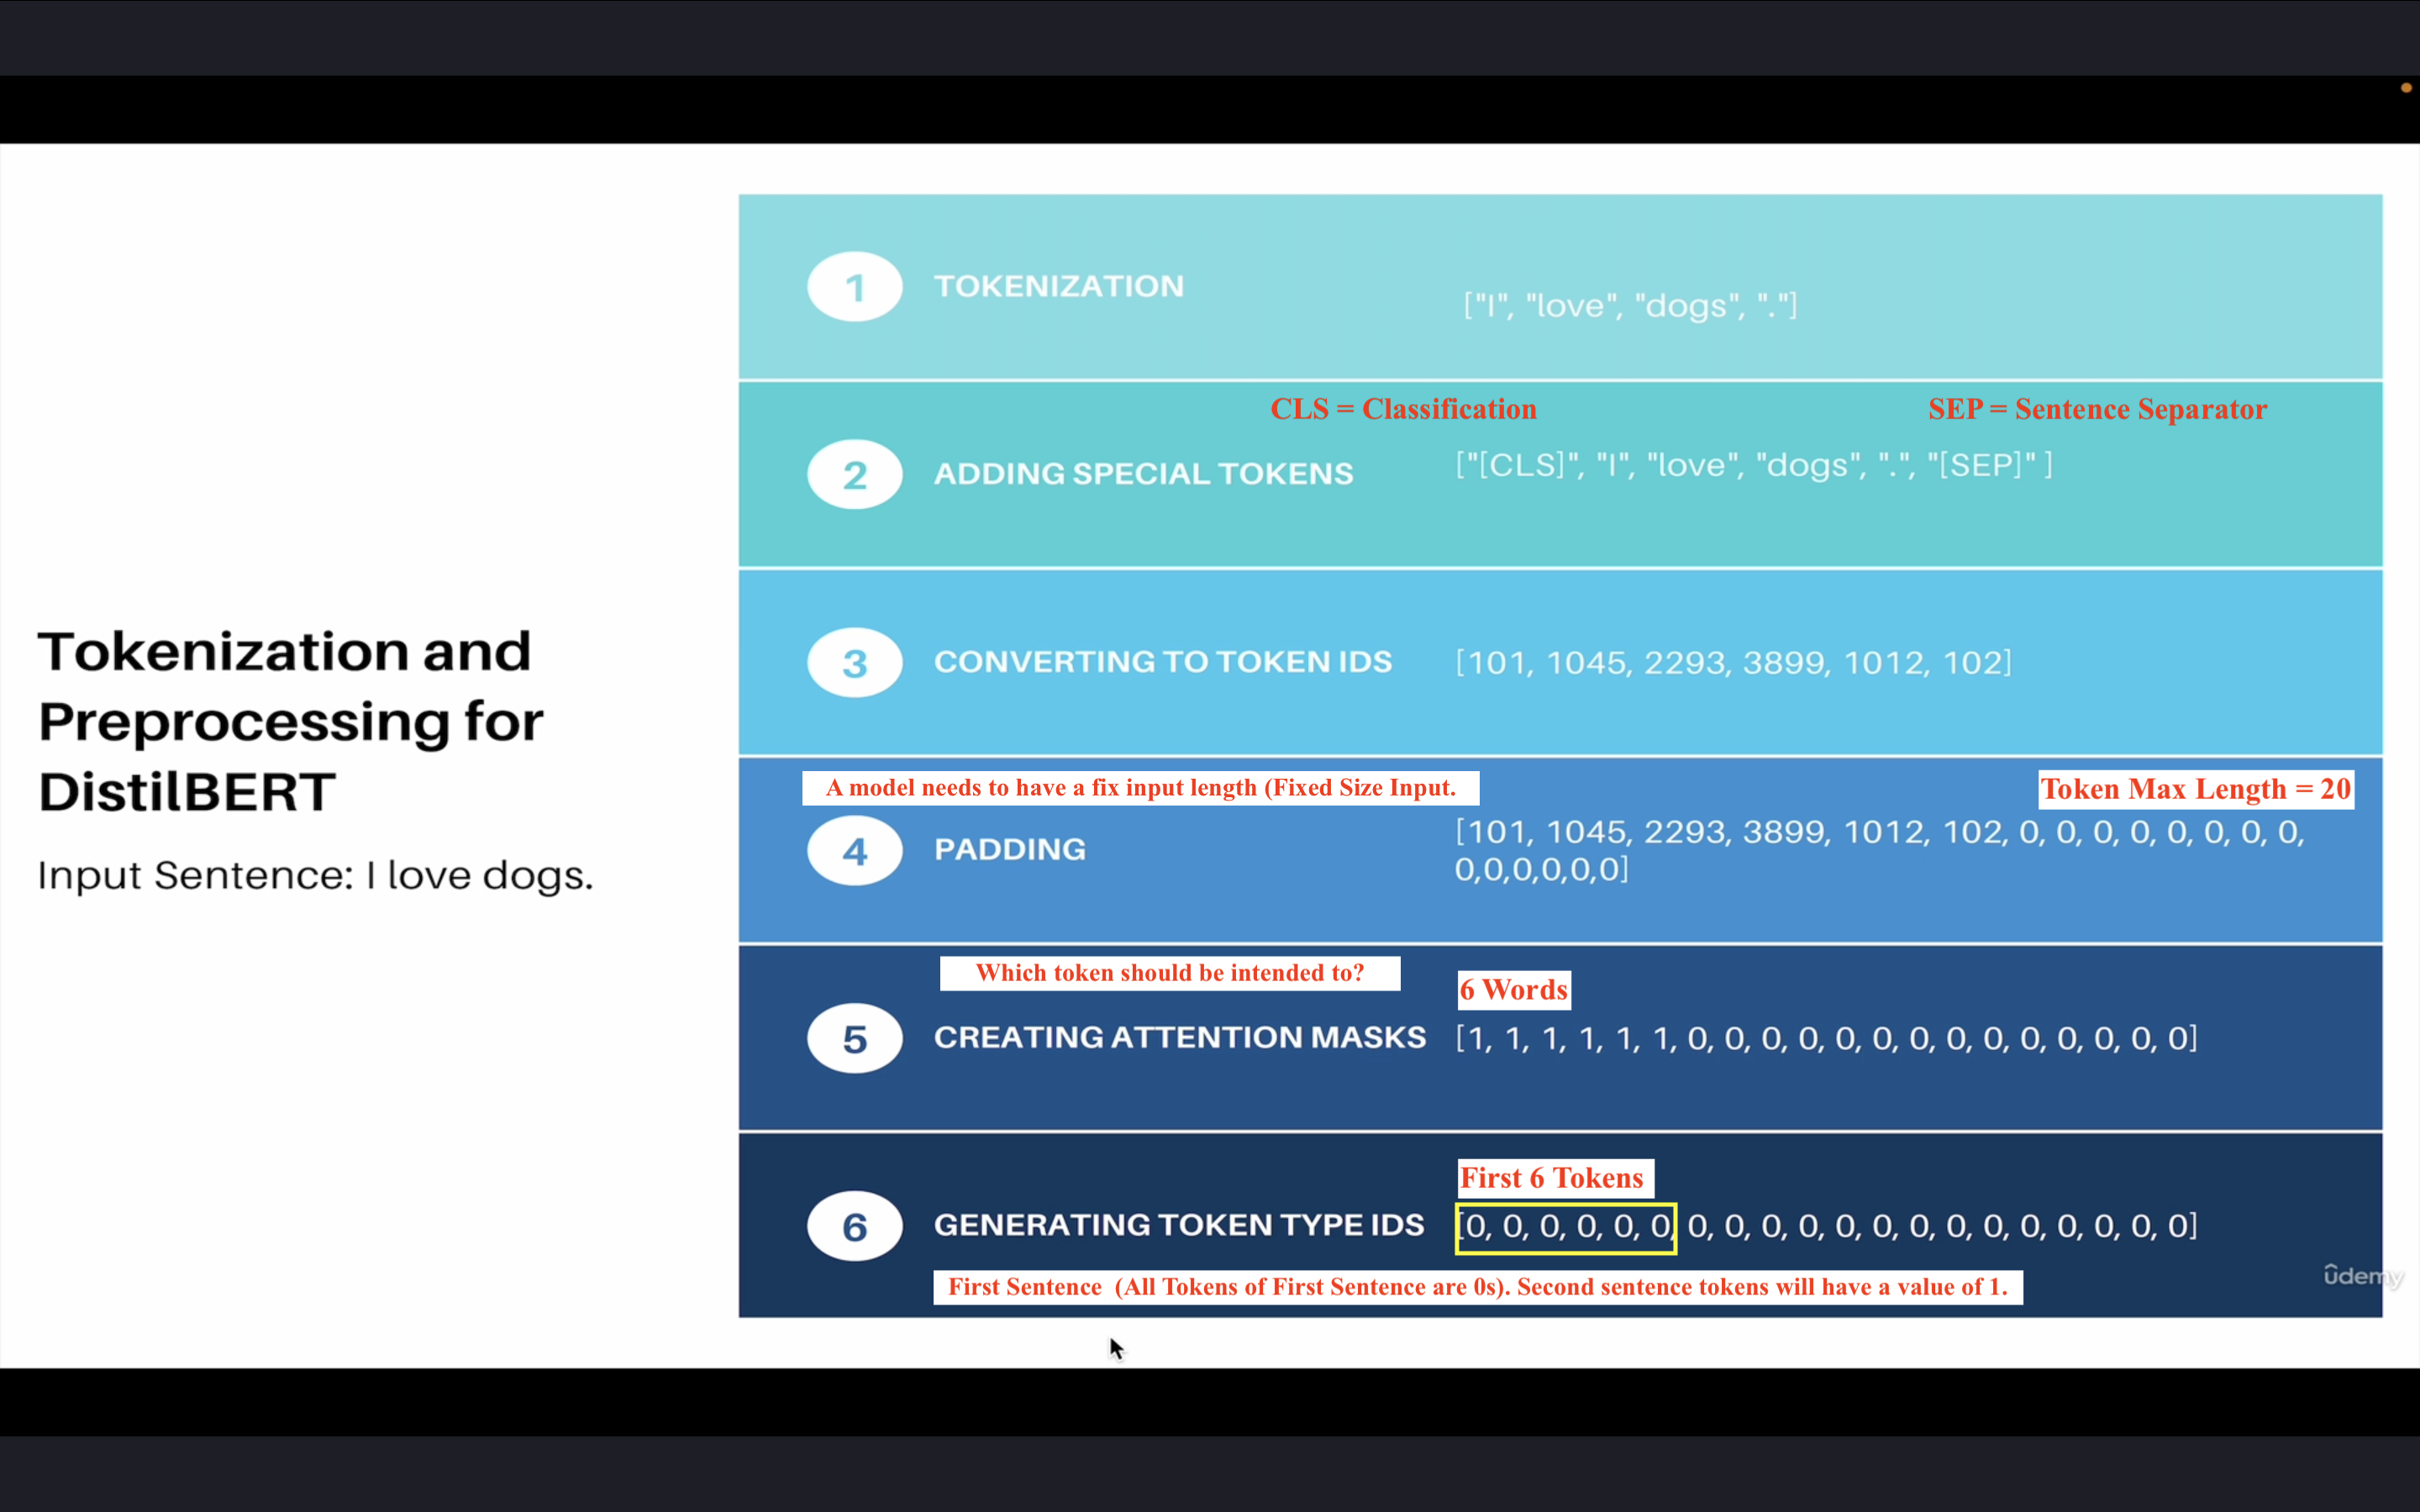 Tokenization and
Preprocessing for
DistilBERT
Input Sentence: I love dogs.
1
TOKENIZATION
["I", "love", "dogs", "."]
CLS = Classification
SEP = Sentence Separator
2
ADDING SPECIAL TOKENS
["[CLS]", "I", "love", "dogs", ".", "[SEP]" ]
3
CONVERTING TO TOKEN IDS
[101, 1045, 2293, 3899, 1012, 102]
A model needs to have a fix input length (Fixed Size Input.
Token Max Length = 20
4
PADDING
[101, 1045, 2293, 3899, 1012, 102, 0, 0, 0, 0, 0, 0, 0, 0,
0,0,0,0,0,0]
Which token should be intended to?
6 Words
5
CREATING ATTENTION MASKS
[1, 1, 1, 1, 1, 1, 0, 0, 0, 0, 0, 0, 0, 0, 0, 0, 0, 0, 0, 0]
First 6 Tokens
6
GENERATING TOKEN TYPE IDS
[0, 0, 0, 0, 0, 0, 0, 0, 0, 0, 0, 0, 0, 0, 0, 0, 0, 0, 0, 0]
First Sentence (All Tokens of First Sentence are 0s). Second sentence tokens will have a value of 1.
ûdemy